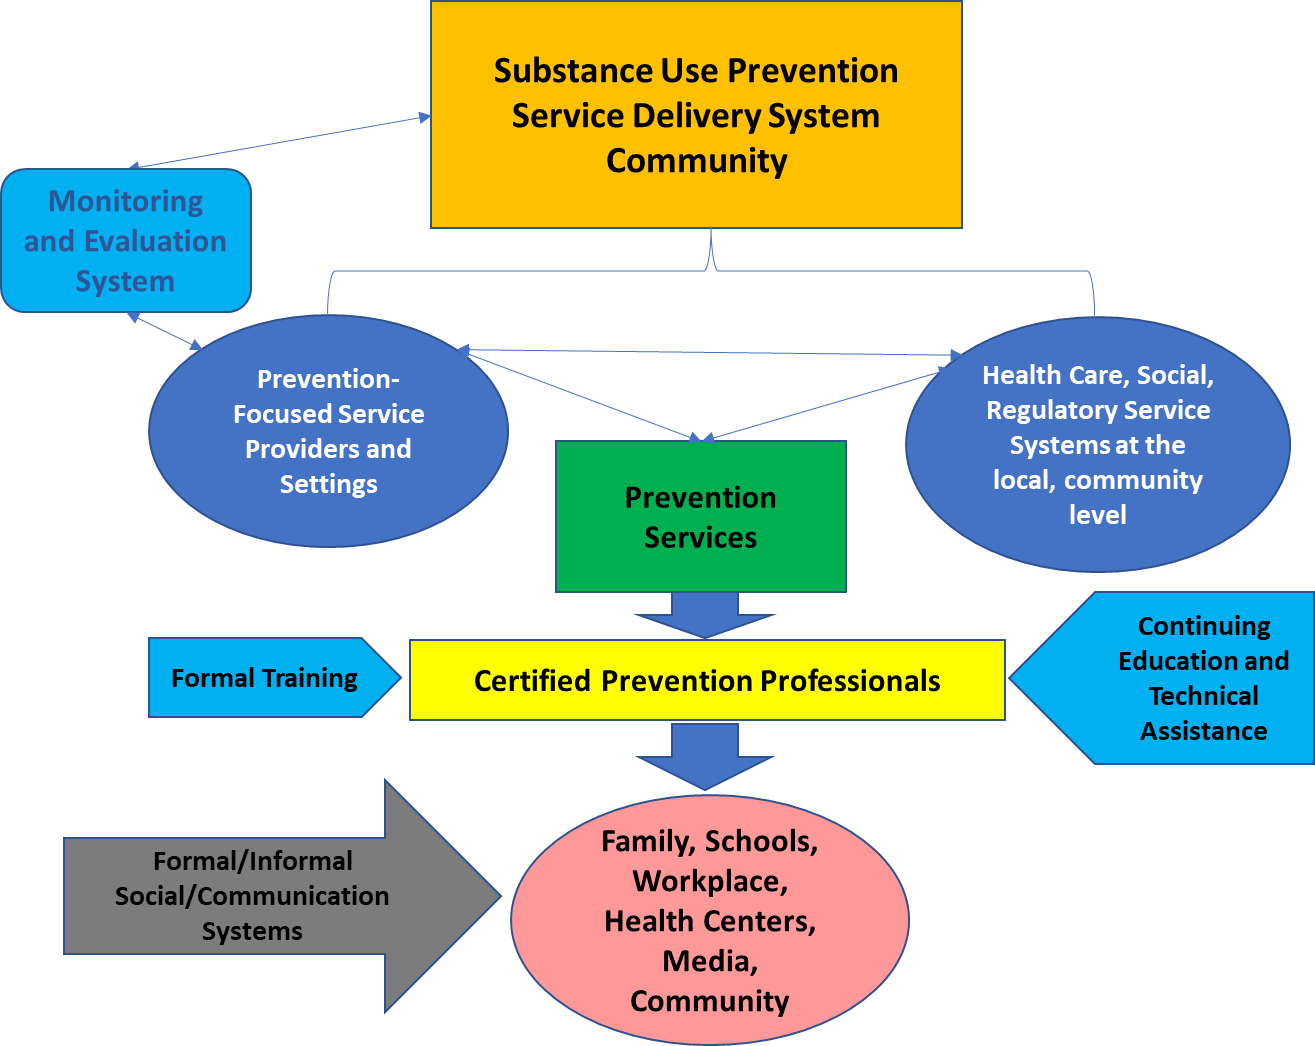 Substance Use Prevention
Service Delivery System
Community
Monitoring
and Evaluation
System
Prevention-
Focused Service
Providers and
Settings
Health Care, Social,
Regulatory Service
Systems at the
local, community
level
Prevention
Services
Formal Training
Certified Prevention Professionals
Continuing
Education and
Technical
Assistance
Formal/Informal
Social/Communication
Systems
Family, Schools,
Workplace,
Health Centers,
Media,
Community